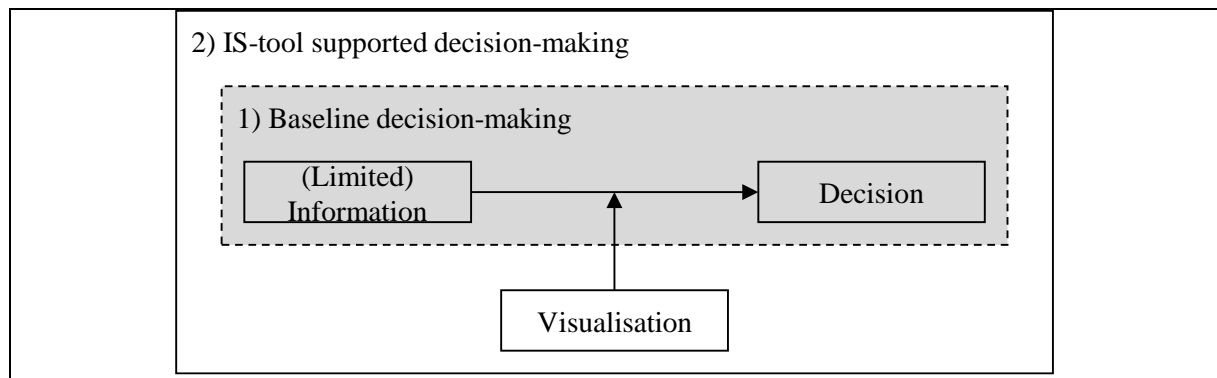 2) IS-tool supported decision-making
1) Baseline decision-making
(Limited)
Information
Decision
Visualisation